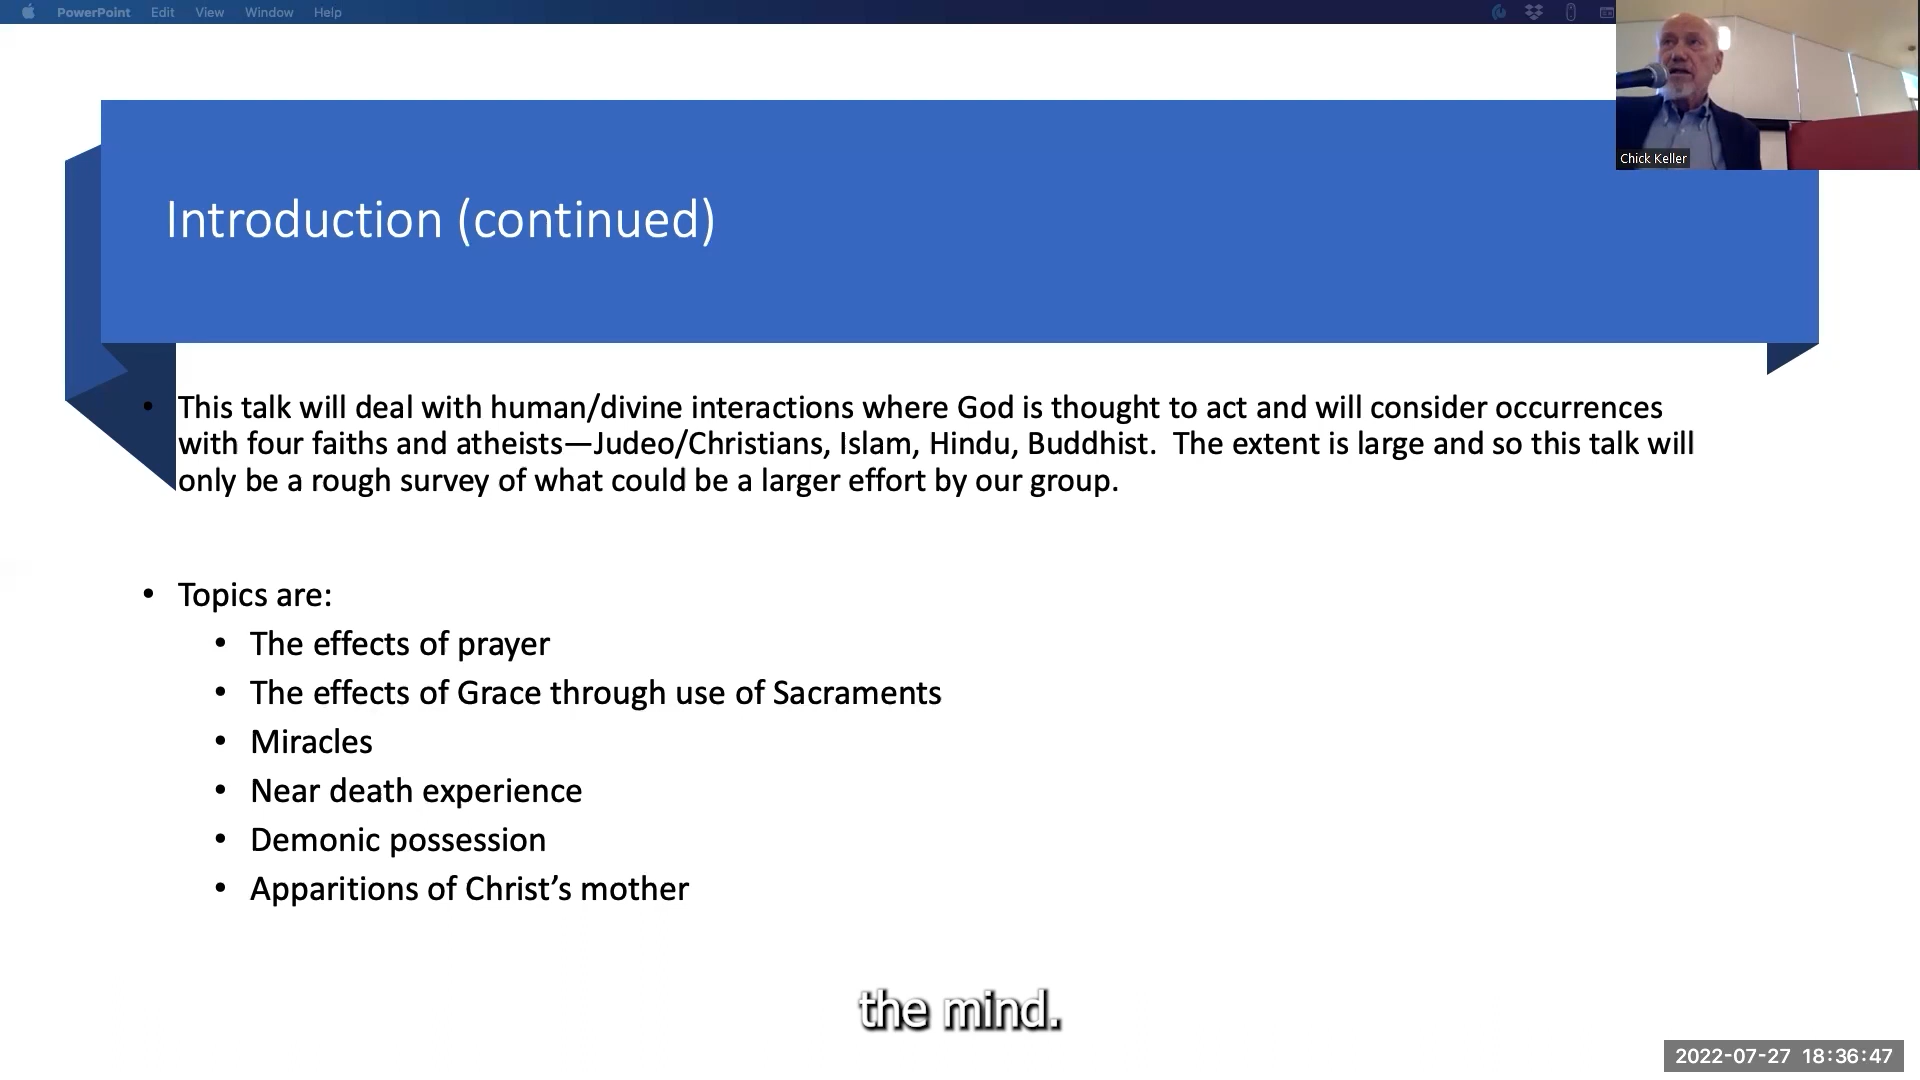 PowerPoint Edit View Window Help
Chick Keller
Introduction (continued)
• This talk will deal with human/divine interactions where God is thought to act and will consider occurrences
with four faiths and atheists—Judeo/Christians, Islam, Hindu, Buddhist.  The extent is large and so this talk will
only be a rough survey of what could be a larger effort by our group.
• Topics are:
• The effects of prayer
• The effects of Grace through use of Sacraments
• Miracles
• Near death experience
• Demonic possession
• Apparitions of Christ’s mother
the mind.
2022-07-27 18:36:47